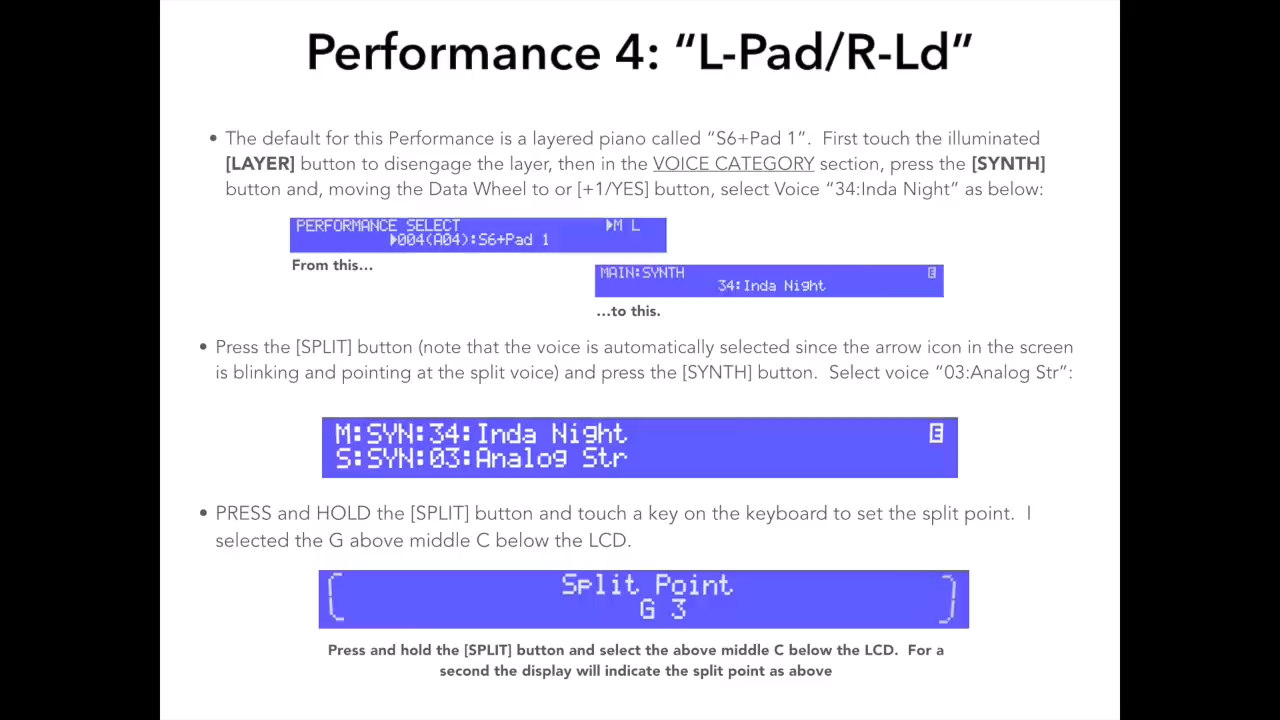 Performance 4: “L-Pad/R-Ld”
• The default for this Performance is a layered piano called “S6+Pad 1”.  First touch the illuminated
[LAYER] button to disengage the layer, then in the VOICE CATEGORY section, press the [SYNTH]
button and, moving the Data Wheel to or [+1/YES] button, select Voice “34:Inda Night” as below:
PERFORMANCE SELECT ▶M L
▶004(A04):S6+Pad 1
From this…
MAIN:SYNTH E
34:Inda Night
…to this.
• Press the [SPLIT] button (note that the voice is automatically selected since the arrow icon in the screen
is blinking and pointing at the split voice) and press the [SYNTH] button.  Select voice “03:Analog Str”:
M:SYN:34:Inda Night E
S:SYN:03:Analog Str
• PRESS and HOLD the [SPLIT] button and touch a key on the keyboard to set the split point.  I
selected the G above middle C below the LCD.
Split Point
G 3
Press and hold the [SPLIT] button and select the above middle C below the LCD.  For a
second the display will indicate the split point as above